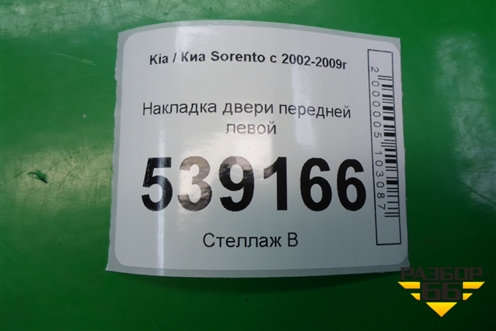 Kia / Киа Sorento с 2002-2009г
Накладка двери передней
левой
539166
Стеллаж В
2000005103087
РАЗБОР
66